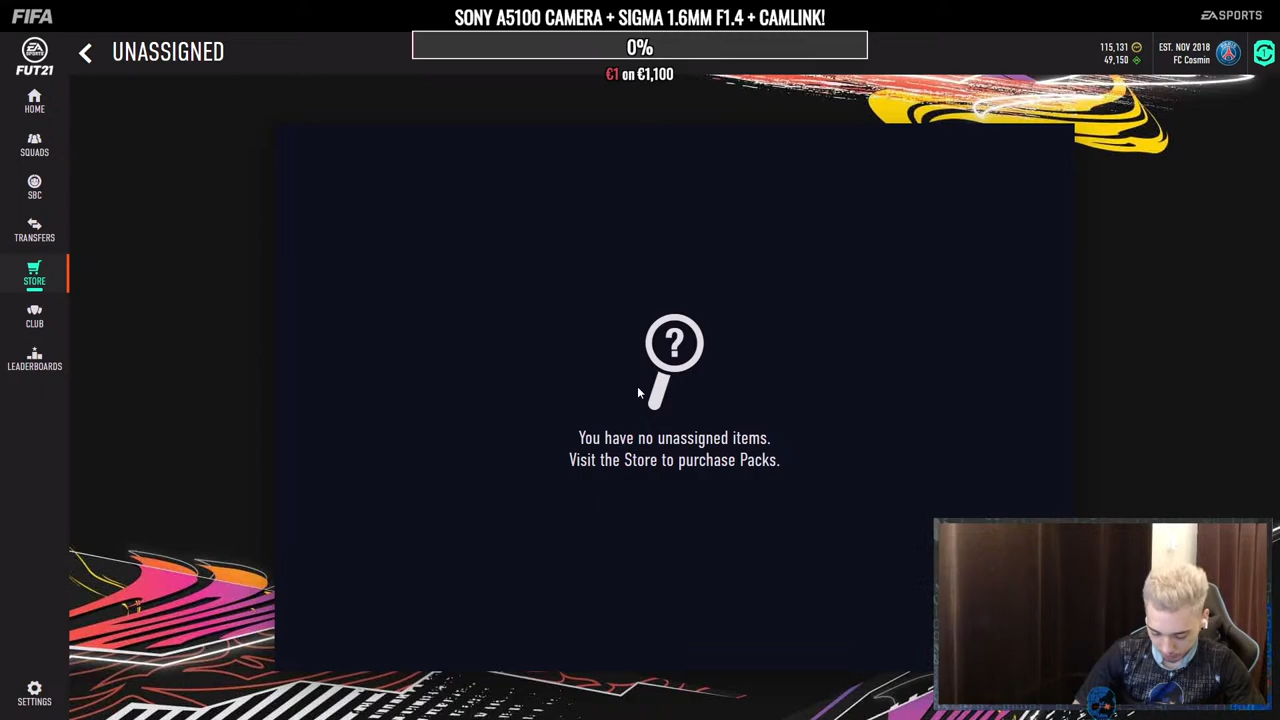 FIFA
SONY A5100 CAMERA + SIGMA 1.6MM F1.4 + CAMLINK!
EA SPORTS
EA SPORTS
FUT21
UNASSIGNED
0%
115,131
49,150
EST. NOV 2018
FC Cosmin
€1 on €1,100
HOME
SQUADS
SBC
TRANSFERS
STORE
CLUB
LEADERBOARDS
?
You have no unassigned items.
Visit the Store to purchase Packs.
SETTINGS